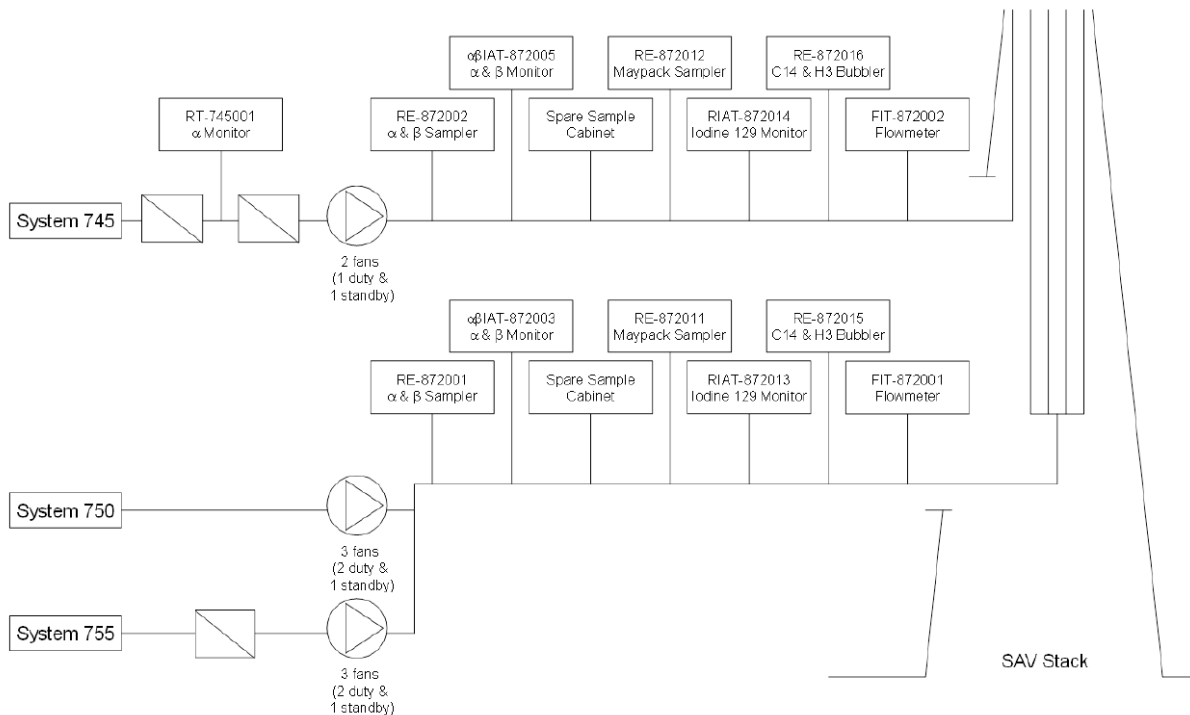 αβIAT-872005
α & β Monitor
RE-872012
Maypack Sampler
RE-872016
C14 & H3 Bubbler
RT-745001
α Monitor
RE-872002
α & β Sampler
Spare Sample
Cabinet
RIAT-872014
Iodine 129 Monitor
FIT-872002
Flowmeter
System 745
2 fans
(1 duty &
1 standby)
αβIAT-872003
α & β Monitor
RE-872011
Maypack Sampler
RE-872015
C14 & H3 Bubbler
RE-872001
α & β Sampler
Spare Sample
Cabinet
RIAT-872013
Iodine 129 Monitor
FIT-872001
Flowmeter
System 750
3 fans
(2 duty &
1 standby)
System 755
3 fans
(2 duty &
1 standby)
SAV Stack